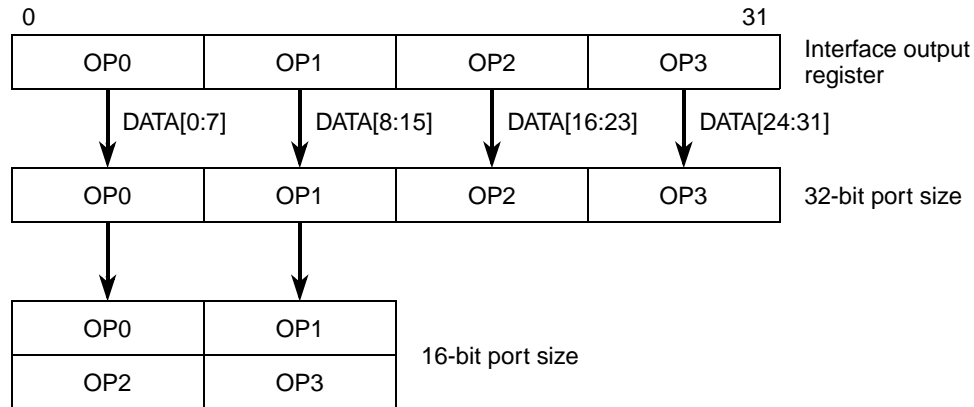 0 31
OP0 OP1 OP2 OP3
Interface output
register
DATA[0:7] DATA[8:15] DATA[16:23] DATA[24:31]
OP0 OP1 OP2 OP3 32-bit port size
OP0 OP1
16-bit port size
OP2 OP3